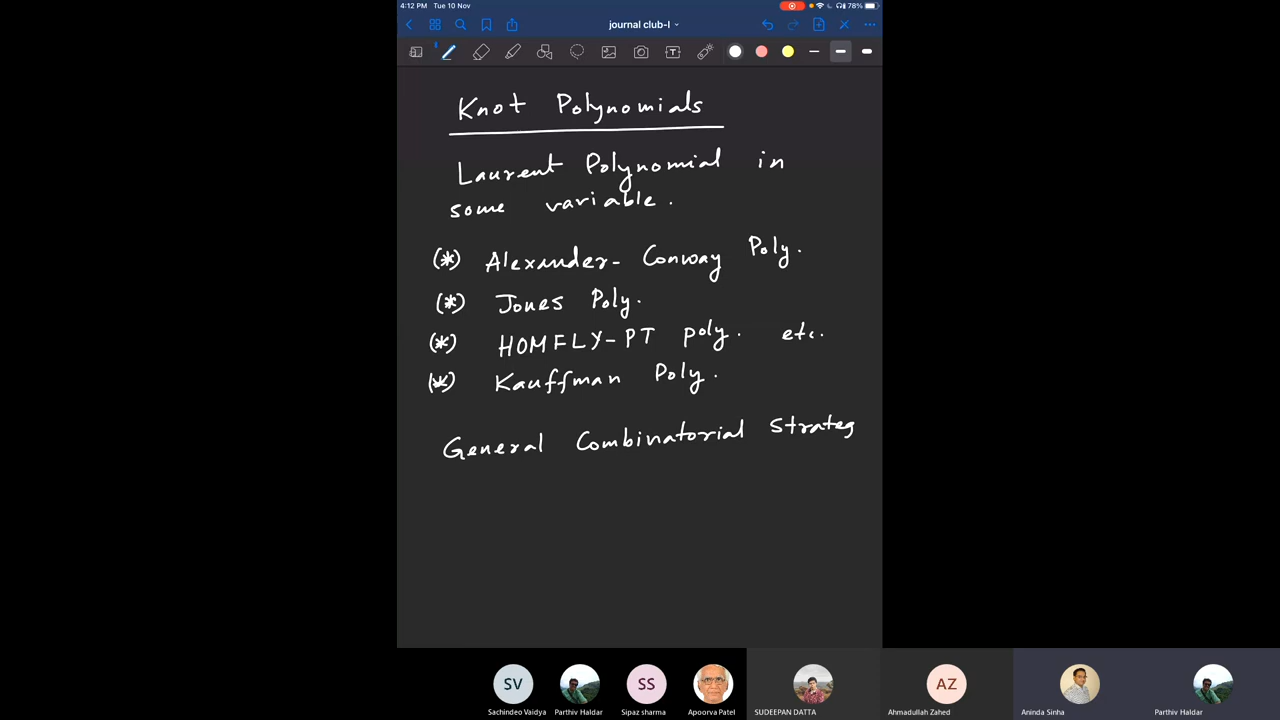 4:12 PM Tue 10 Nov
78%
journal club-I
Knot Polynomials
Laurent Polynomial in
some variable.
(*) Alexander- Conway Poly.
(*) Jones Poly.
(*) HOMFLY-PT poly. etc.
(*) Kauffman Poly.
General Combinatorial Strateg
SV
SS
AZ
Sachindeo Vaidya
Parthiv Haldar
Sipaz sharma
Apoorva Patel
SUDEEPAN DATTA
Ahmadullah Zahed
Aninda Sinha
Parthiv Haldar